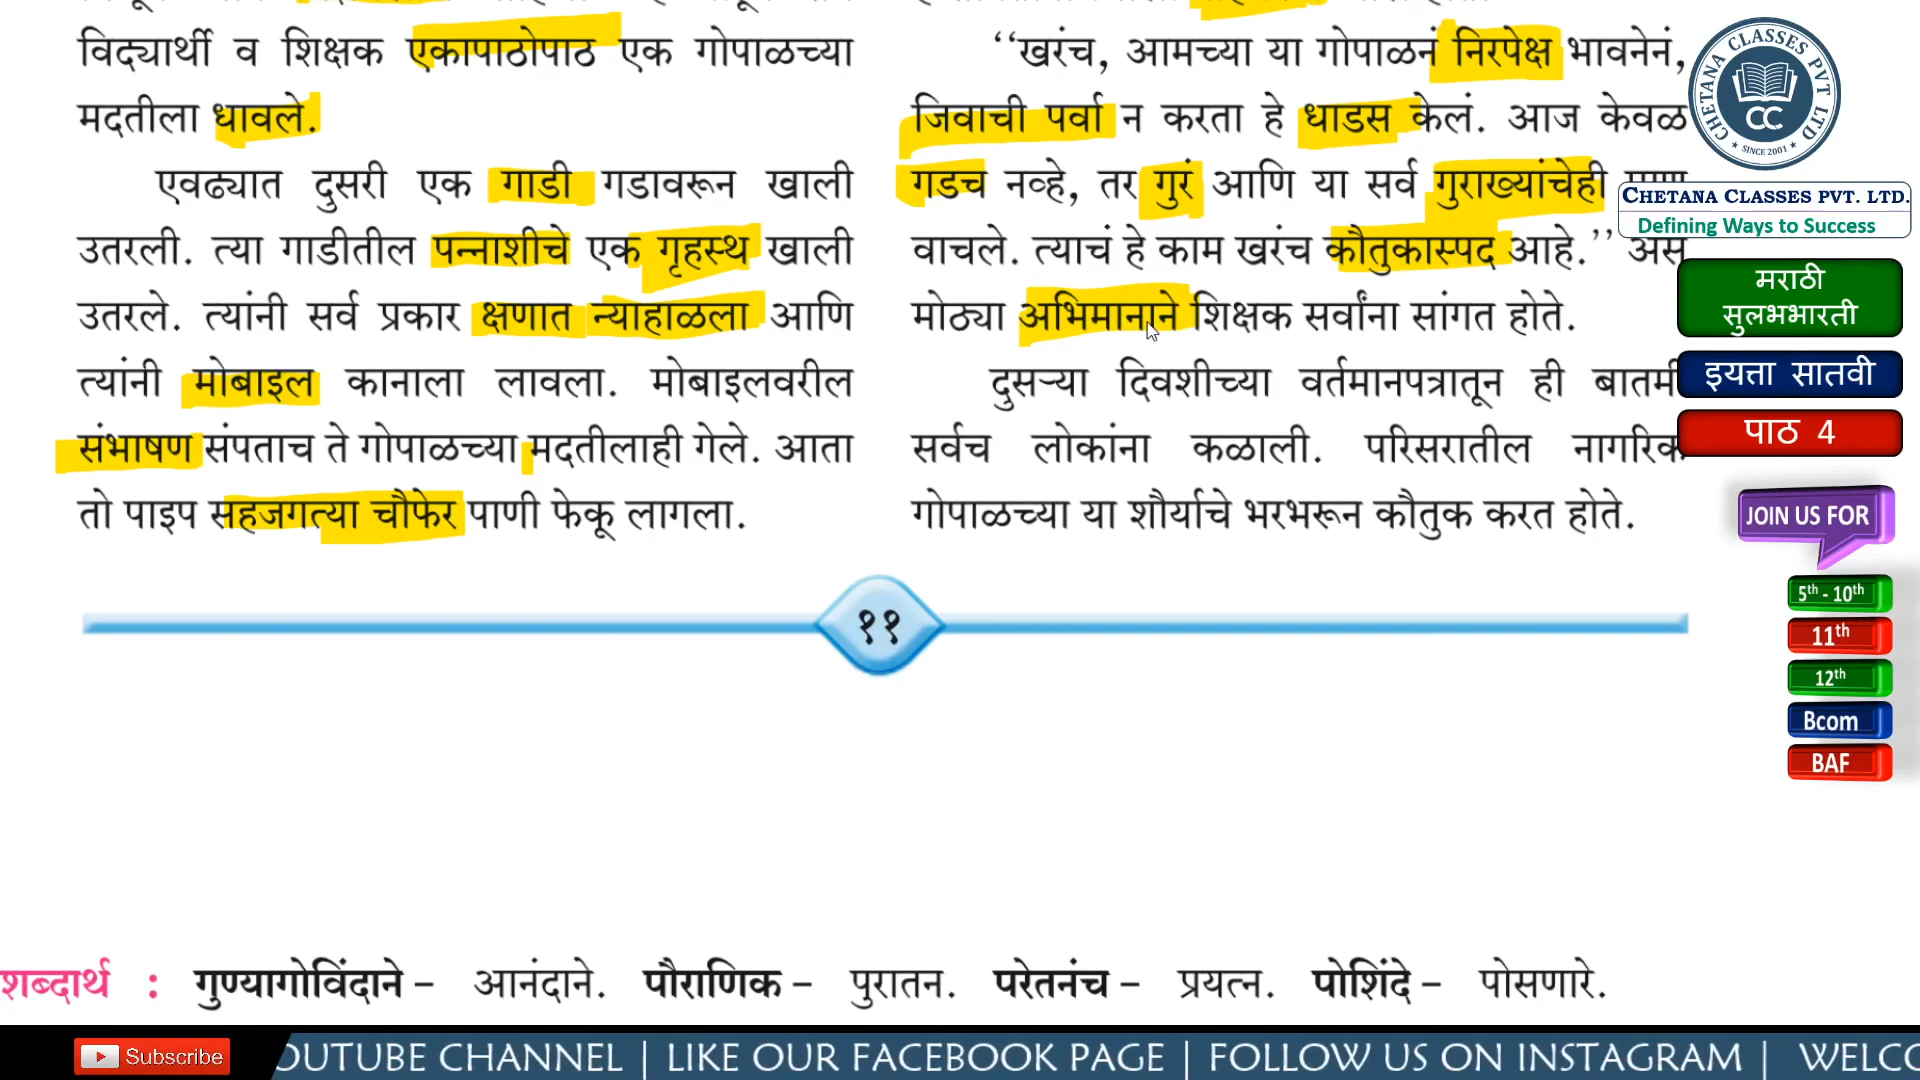 विद्यार्थी व शिक्षक एकापाठोपाठ एक गोपाळच्या
मदतीला धावले.
एवढ्यात दुसरी एक गाडी गडावरून खाली
उतरली. त्या गाडीतील पन्नाशीचे एक गृहस्थ खाली
उतरले. त्यांनी सर्व प्रकार क्षणात न्याहाळला आणि
त्यांनी मोबाइल कानाला लावला. मोबाइलवरील
संभाषण संपताच ते गोपाळच्या मदतीलाही गेले. आता
तो पाइप सहजगत्या चौफेर पाणी फेकू लागला.
‘‘खरंच, आमच्या या गोपाळनं निरपेक्ष भावनेनं,
जिवाची पर्वा न करता हे धाडस केलं. आज केवळ
गडच नव्हे, तर गुरं आणि या सर्व गुराख्यांचेही
वाचले. त्याचं हे काम खरंच कौतुकास्पद आहे.’’ असं
मोठ्या अभिमानाने शिक्षक सर्वांना सांगत होते.
दुसऱ्या दिवशीच्या वर्तमानपत्रातून ही बातमी
सर्वच लोकांना कळाली. परिसरातील नागरिक
गोपाळच्या या शौर्याचे भरभरून कौतुक करत होते.
११
शब्दार्थ : गुण्यागोविंदाने – आनंदाने. पौराणिक – पुरातन. परेतनंच – प्रयत्न. पोशिंदे – पोसणारे.
CHETANA CLASSES PVT LTD
CC
SINCE 2001
CHETANA CLASSES PVT. LTD.
Defining Ways to Success
मराठी
सुलभभारती
इयत्ता सातवी
पाठ 4
JOIN US FOR
5th - 10th
11th
12th
Bcom
BAF
Subscribe
OUTUBE CHANNEL | LIKE OUR FACEBOOK PAGE | FOLLOW US ON INSTAGRAM | WELCO